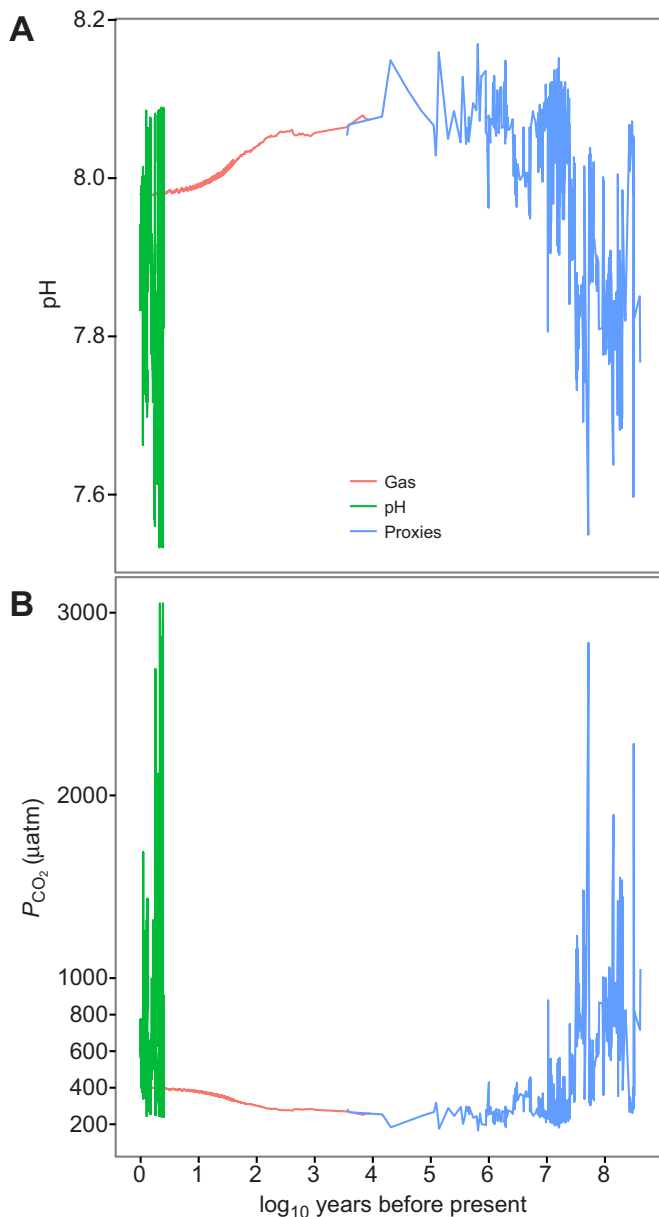 A
8.2
8.0
7.8
7.6
pH
Gas
pH
Proxies
B
3000
2000
1000
800
600
400
200
PCO₂ (µatm)
0 1 2 3 4 5 6 7 8
log₁₀ years before present